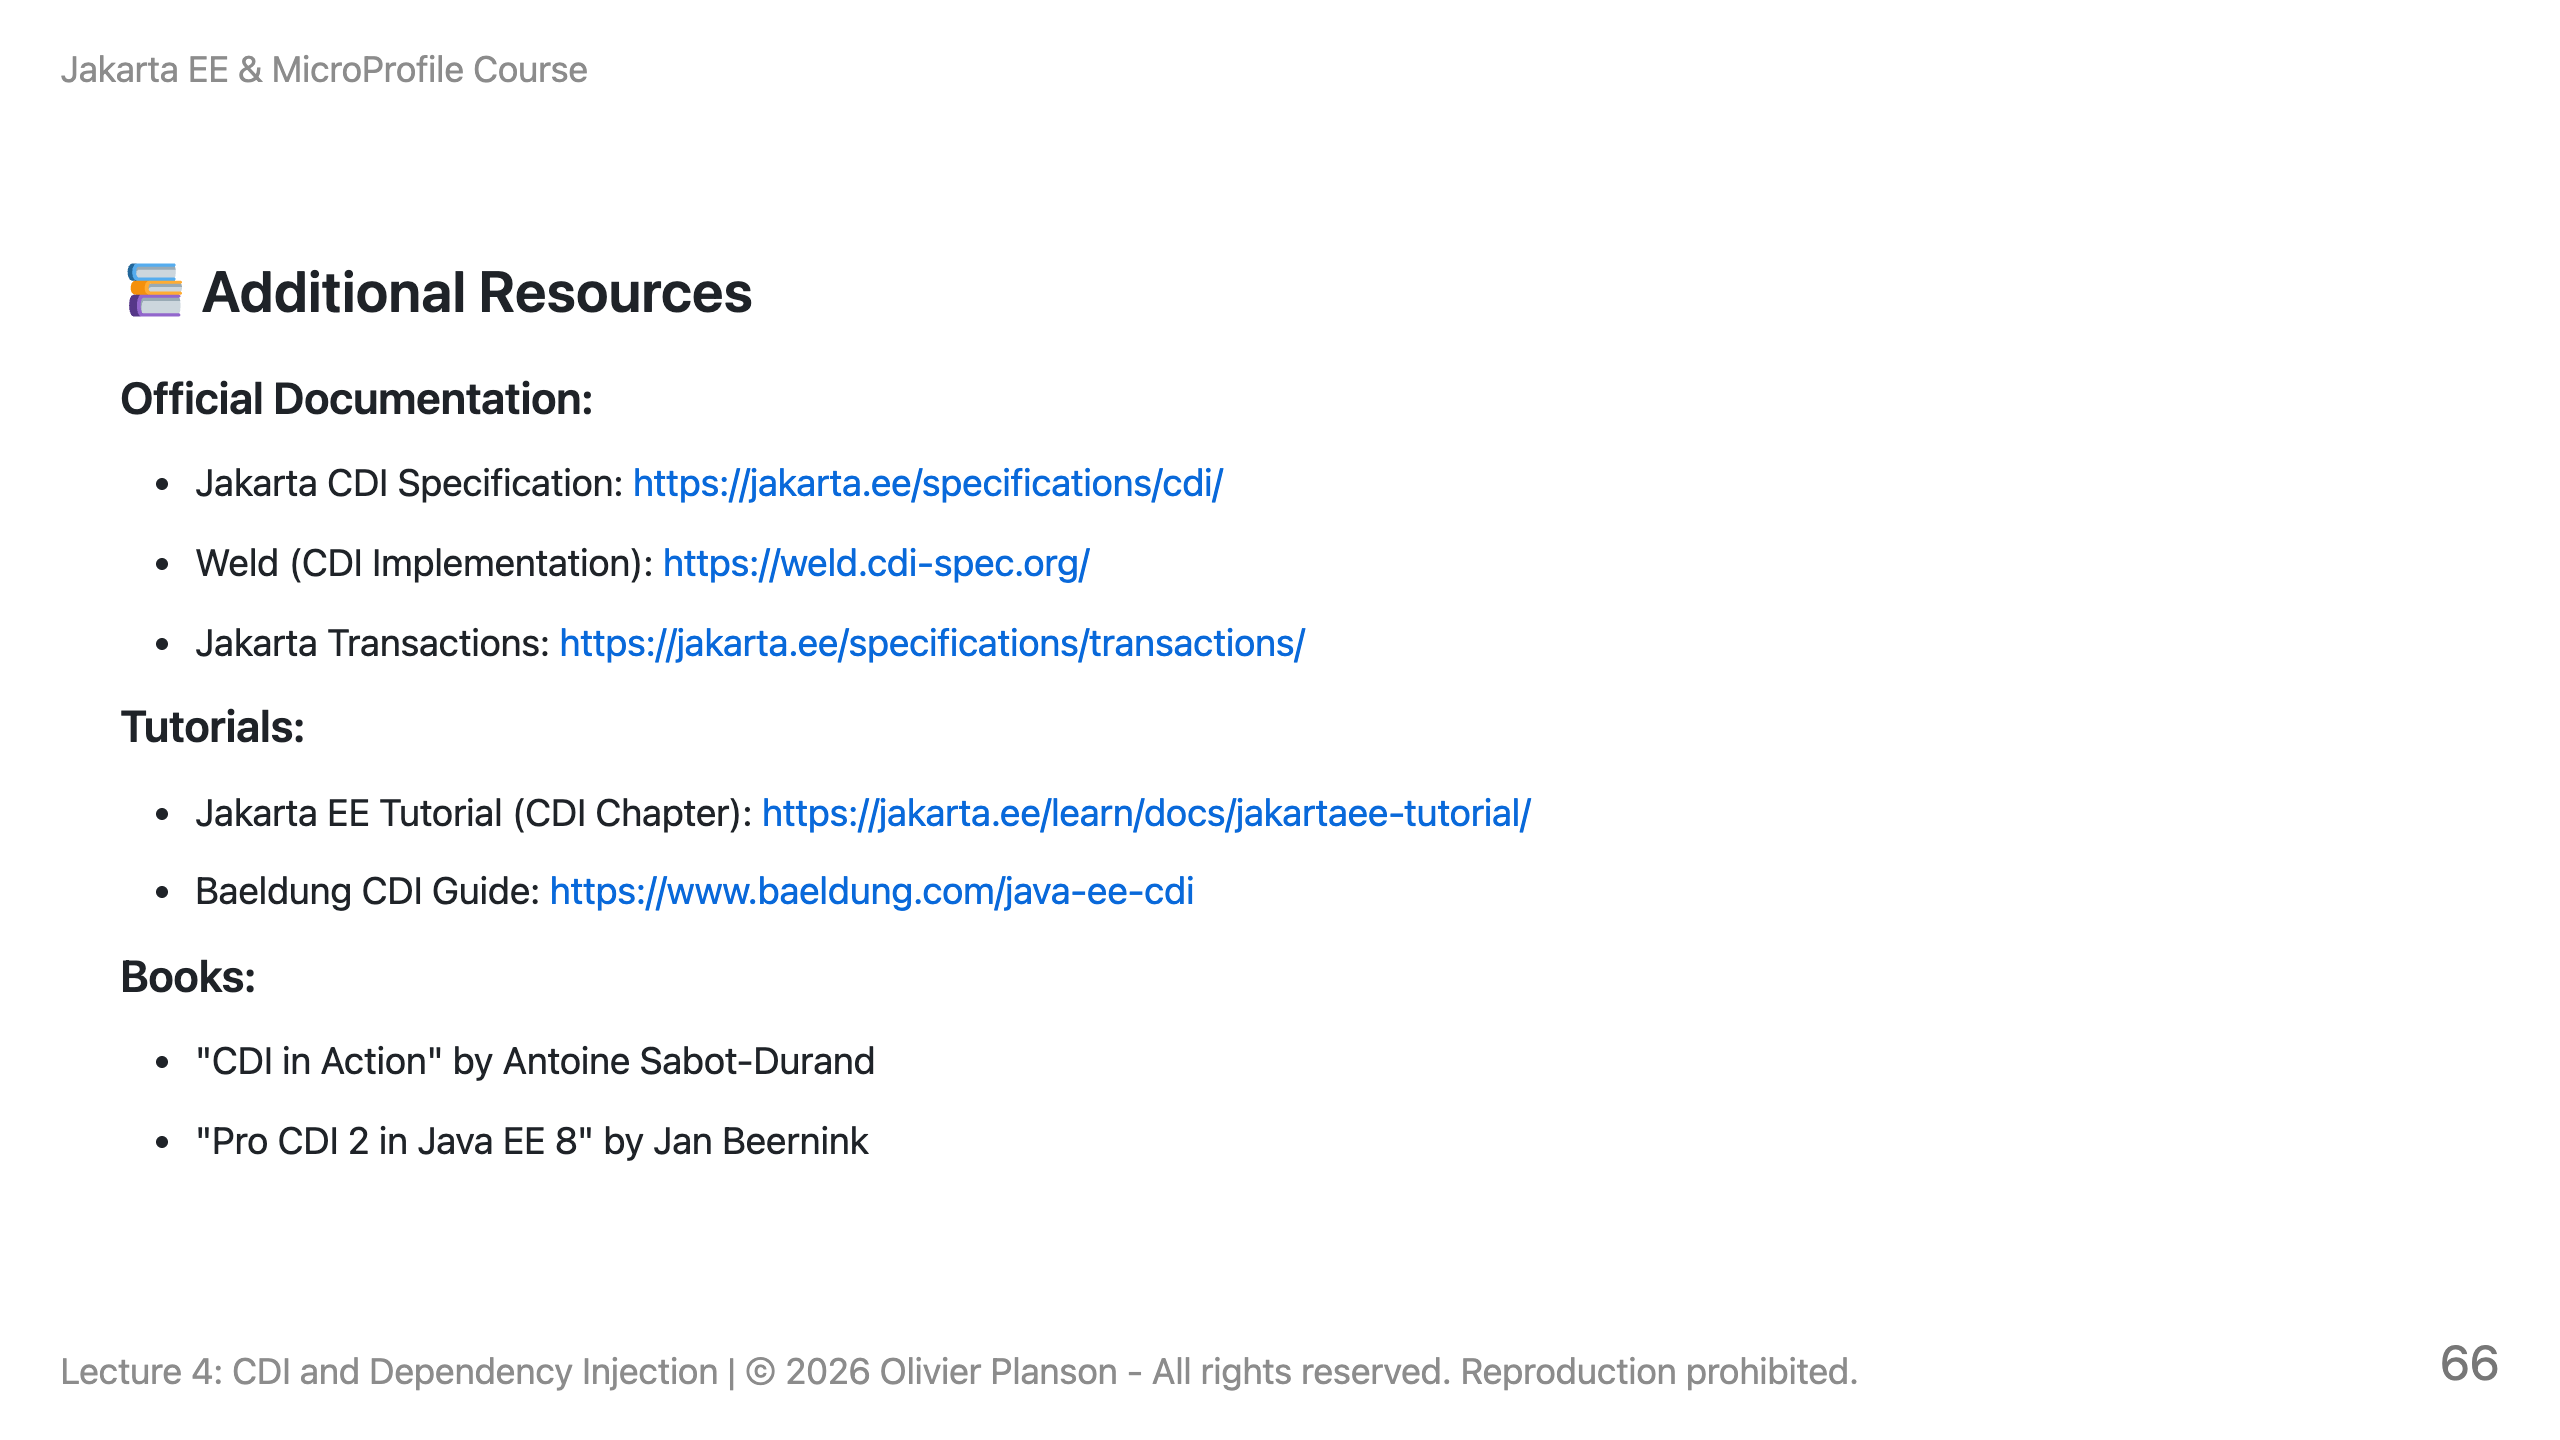 Jakarta EE & MicroProfile Course
📚 Additional Resources
Official Documentation:
• Jakarta CDI Specification: https://jakarta.ee/specifications/cdi/
• Weld (CDI Implementation): https://weld.cdi-spec.org/
• Jakarta Transactions: https://jakarta.ee/specifications/transactions/
Tutorials:
• Jakarta EE Tutorial (CDI Chapter): https://jakarta.ee/learn/docs/jakartaee-tutorial/
• Baeldung CDI Guide: https://www.baeldung.com/java-ee-cdi
Books:
• "CDI in Action" by Antoine Sabot-Durand
• "Pro CDI 2 in Java EE 8" by Jan Beernink
Lecture 4: CDI and Dependency Injection | © 2026 Olivier Planson - All rights reserved. Reproduction prohibited.
66